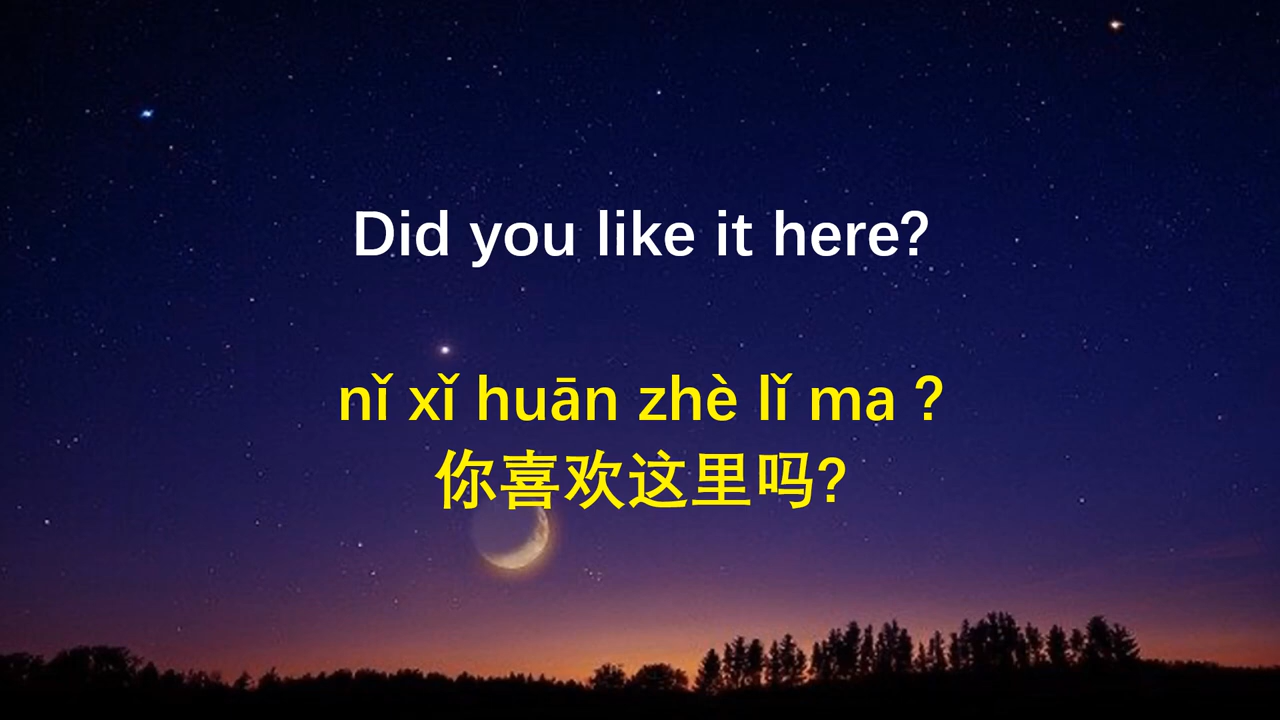 Did you like it here?
nǐ xǐ huān zhè lǐ ma ?
你喜欢这里吗?